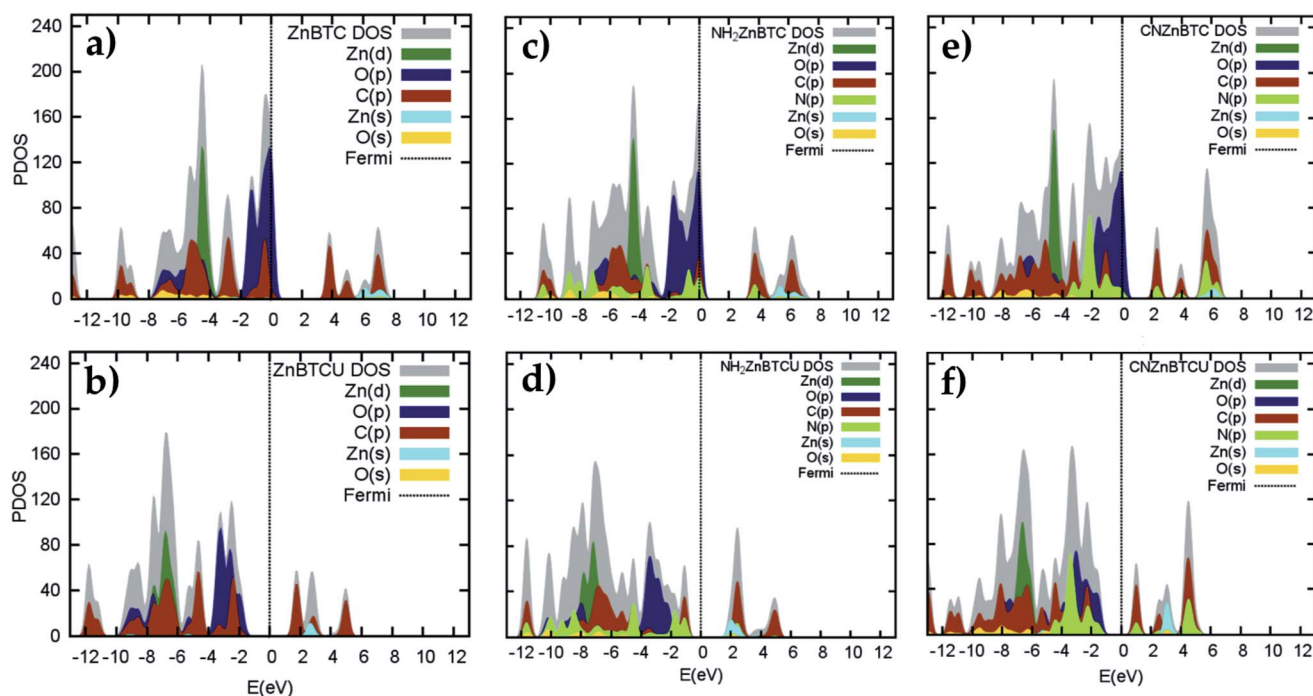 a)
ZnBTC DOS
Zn(d)
O(p)
C(p)
Zn(s)
O(s)
Fermi
PDOS
240
200
160
120
80
40
0
-12 -10 -8 -6 -4 -2 0 2 4 6 8 10 12
c)
NH₂ZnBTC DOS
Zn(d)
O(p)
C(p)
N(p)
Zn(s)
O(s)
Fermi
-12 -10 -8 -6 -4 -2 0 2 4 6 8 10 12
e)
CNZnBTC DOS
Zn(d)
O(p)
C(p)
N(p)
Zn(s)
O(s)
Fermi
-12 -10 -8 -6 -4 -2 0 2 4 6 8 10 12
b)
ZnBTCU DOS
Zn(d)
O(p)
C(p)
Zn(s)
O(s)
Fermi
PDOS
240
200
160
120
80
40
0
-12 -10 -8 -6 -4 -2 0 2 4 6 8 10 12
E(eV)
d)
NH₂ZnBTCU DOS
Zn(d)
O(p)
C(p)
N(p)
Zn(s)
O(s)
Fermi
-12 -10 -8 -6 -4 -2 0 2 4 6 8 10 12
E(eV)
f)
CNZnBTCU DOS
Zn(d)
O(p)
C(p)
N(p)
Zn(s)
O(s)
Fermi
-12 -10 -8 -6 -4 -2 0 2 4 6 8 10 12
E(eV)